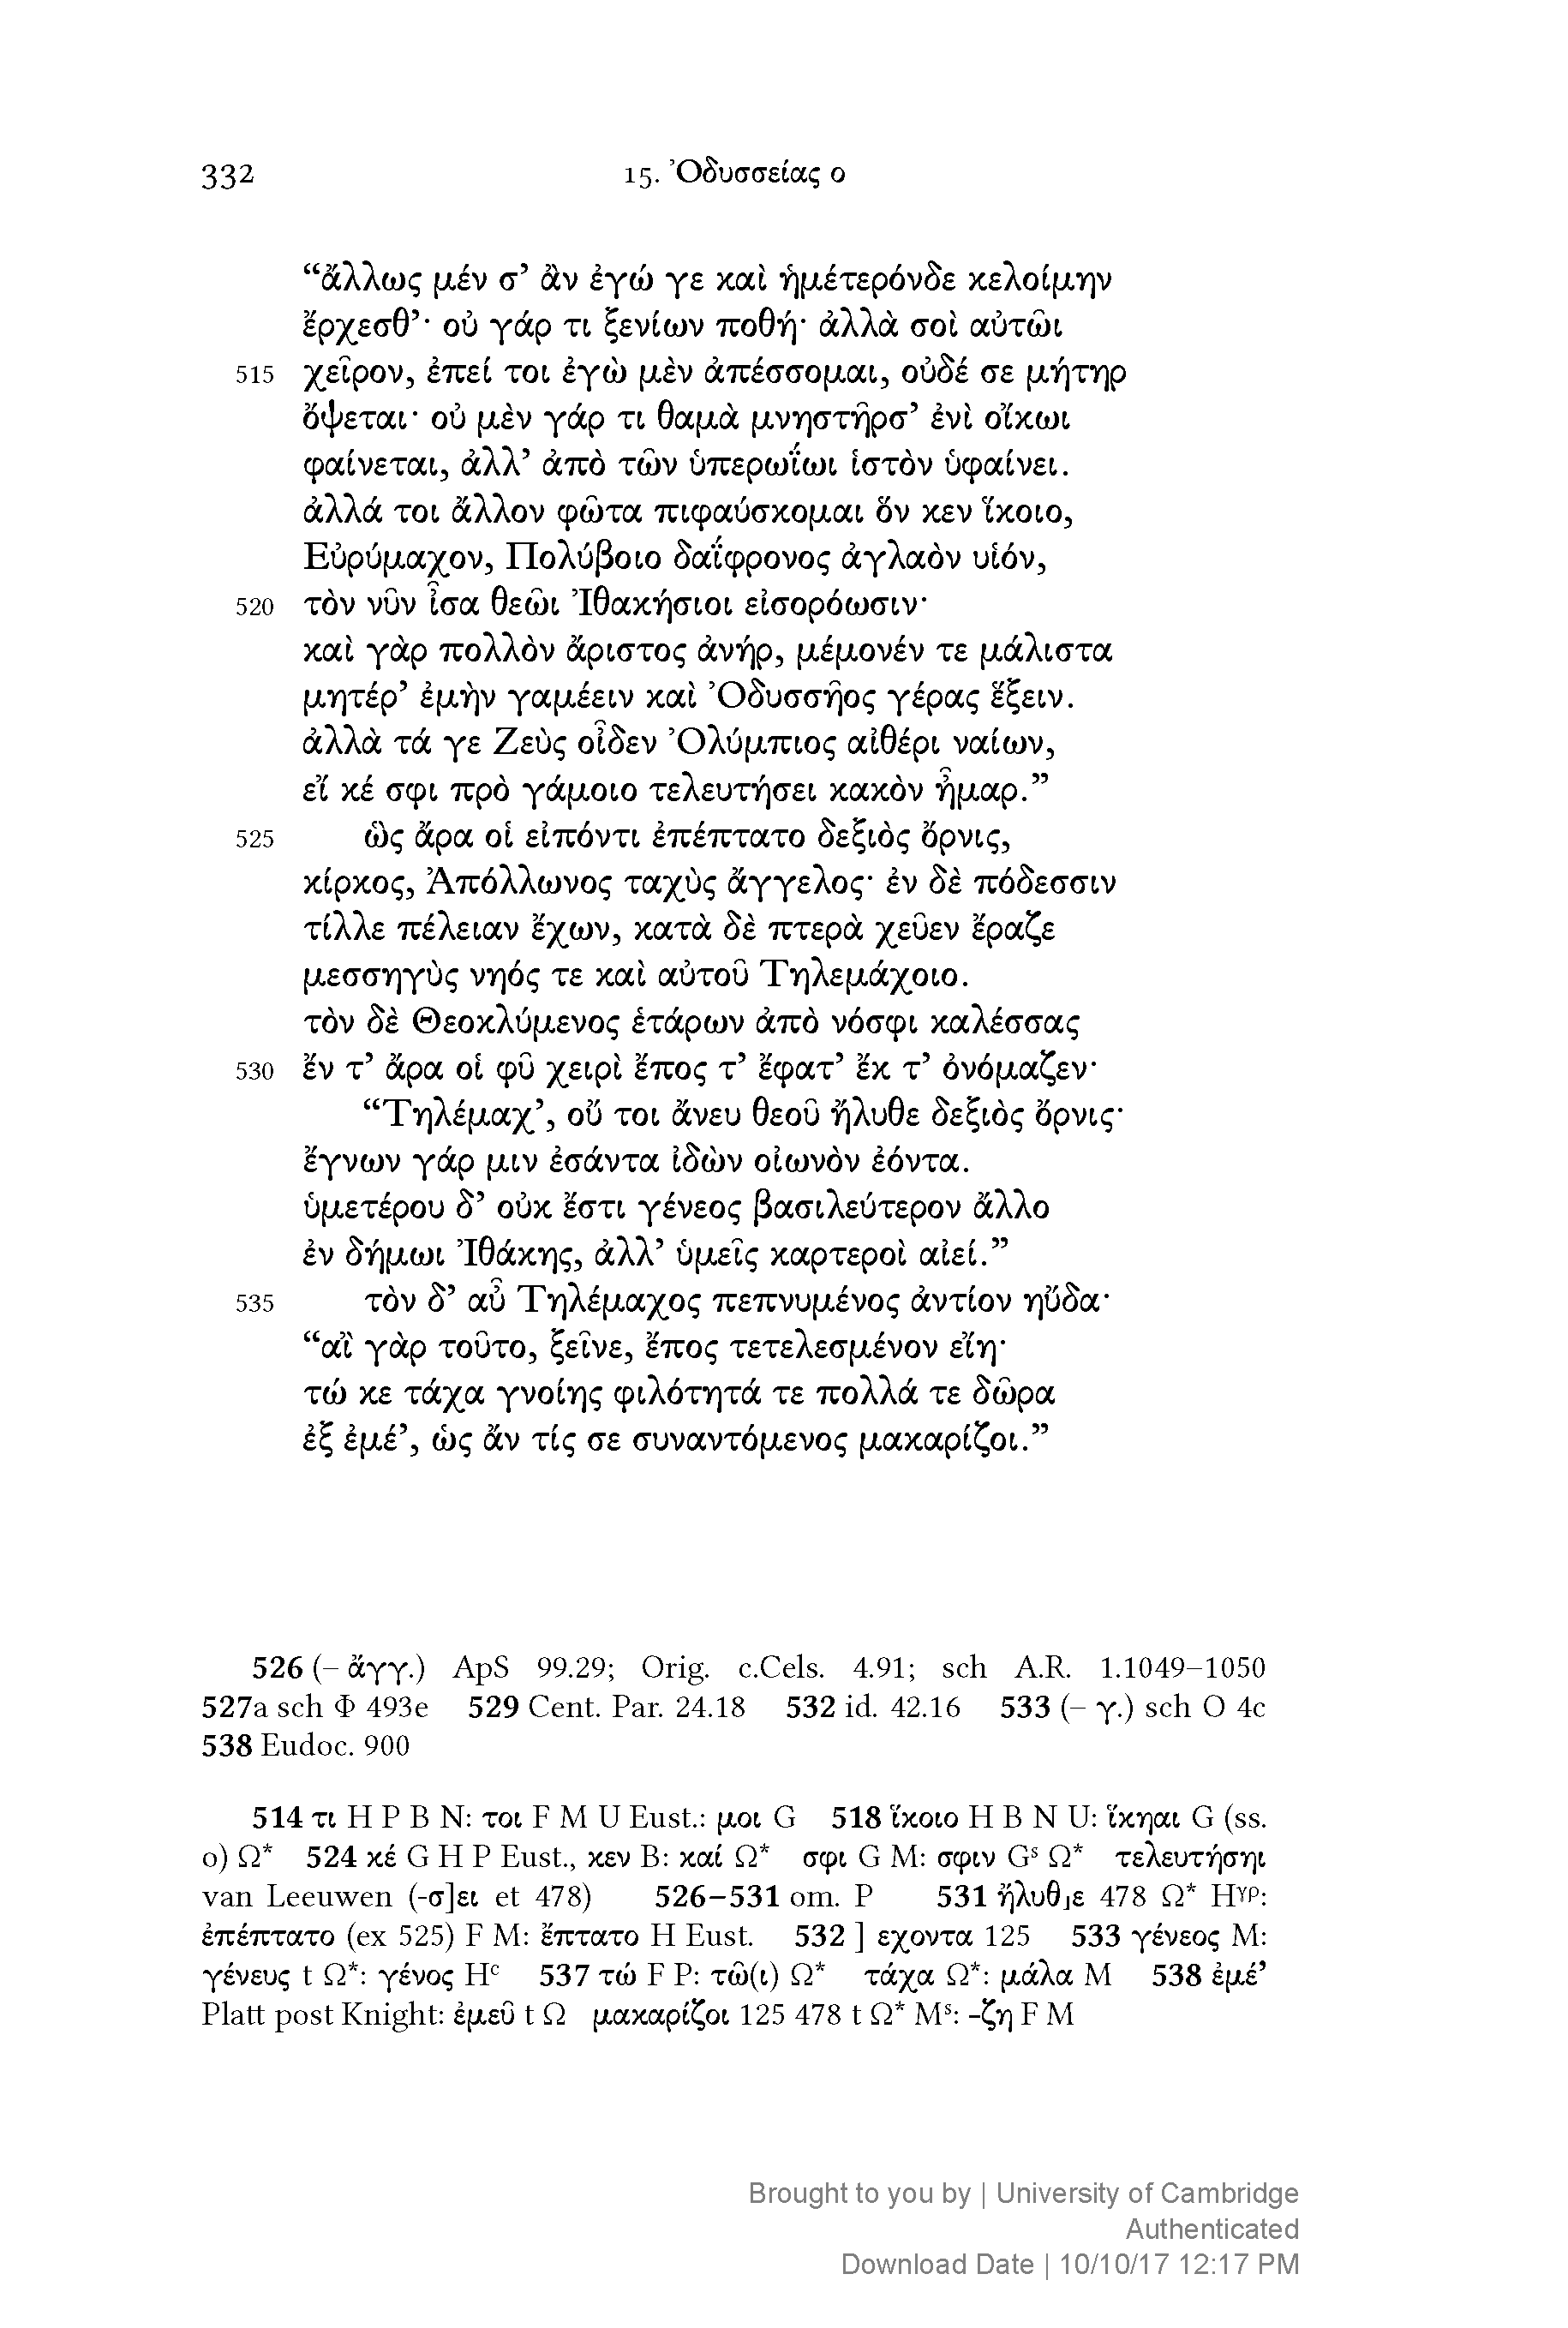 332 15. Ὀδυσσείας ο
“ἄλλως μέν σ’ ἂν ἐγώ γε καὶ ἡμέτερόνδε κελοίμην
ἔρχεσθ’· οὐ γάρ τι ξενίων ποθή· ἀλλὰ σοὶ αὐτῶι
515 χεῖρον, ἐπεί τοι ἐγὼ μὲν ἀπέσσομαι, οὐδέ σε μήτηρ
ὄψεται· οὐ μὲν γάρ τι θαμὰ μνηστῆρσ’ ἐνὶ οἴκωι
φαίνεται, ἀλλ’ ἀπὸ τῶν ὑπερωΐωι ἱστὸν ὑφαίνει.
ἀλλά τοι ἄλλον φῶτα πιφαύσκομαι ὅν κεν ἵκοιο,
Εὐρύμαχον, Πολύβοιο δαΐφρονος ἀγλαὸν υἱόν,
520 τὸν νῦν ἶσα θεῶι Ἰθακήσιοι εἰσορόωσιν·
καὶ γὰρ πολλὸν ἄριστος ἀνήρ, μέμονέν τε μάλιστα
μητέρ’ ἐμὴν γαμέειν καὶ Ὀδυσσῆος γέρας ἕξειν.
ἀλλὰ τά γε Ζεὺς οἶδεν Ὀλύμπιος αἰθέρι ναίων,
εἴ κέ σφι πρὸ γάμοιο τελευτήσει κακὸν ἦμαρ.”
525 ὣς ἄρα οἱ εἰπόντι ἐπέπτατο δεξιὸς ὄρνις,
κίρκος, Ἀπόλλωνος ταχὺς ἄγγελος· ἐν δὲ πόδεσσιν
τίλλε πέλειαν ἔχων, κατὰ δὲ πτερὰ χεῦεν ἔραζε
μεσσηγὺς νηός τε καὶ αὐτοῦ Τηλεμάχοιο.
τὸν δὲ Θεοκλύμενος ἑτάρων ἀπὸ νόσφι καλέσσας
530 ἔν τ’ ἄρα οἱ φῦ χειρὶ ἔπος τ’ ἔφατ’ ἔκ τ’ ὀνόμαζεν·
“Τηλέμαχ’, οὔ τοι ἄνευ θεοῦ ἤλυθε δεξιὸς ὄρνις·
ἔγνων γάρ μιν ἐσάντα ἰδὼν οἰωνὸν ἐόντα.
ὑμετέρου δ’ οὐκ ἔστι γένεος βασιλεύτερον ἄλλο
ἐν δήμωι Ἰθάκης, ἀλλ’ ὑμεῖς καρτεροὶ αἰεί.”
535 τὸν δ’ αὖ Τηλέμαχος πεπνυμένος ἀντίον ηὔδα·
“αἲ γὰρ τοῦτο, ξεῖνε, ἔπος τετελεσμένον εἴη·
τώ κε τάχα γνοίης φιλότητά τε πολλά τε δῶρα
ἐξ ἐμέ’, ὡς ἄν τίς σε συναντόμενος μακαρίζοι.”
526 (– ἄγγ.) ApS 99.29; Orig. c.Cels. 4.91; sch A.R. 1.1049–1050
527a sch Φ 493e 529 Cent. Par. 24.18 532 id. 42.16 533 (– γ.) sch O 4c
538 Eudoc. 900
514 τι H P B N: τοι F M U Eust.: μοι G 518 ἵκοιο H B N U: ἵκηαι G (ss.
ο) Ω* 524 κέ G H P Eust., κεν B: καί Ω* σφι G M: σφιν Gˢ Ω* τελευτήσηι
van Leeuwen (-σ]ει et 478) 526–531 om. P 531 ἤλυθ⌟ε 478 Ω* Hᵞᵖ:
ἐπέπτατο (ex 525) F M: ἔπτατο H Eust. 532 ] εχοντα 125 533 γένεος M:
γένευς t Ω*: γένος Hᶜ 537 τώ F P: τῶ(ι) Ω* τάχα Ω*: μάλα M 538 ἐμέ’
Platt post Knight: ἐμεῦ t Ω μακαρίζοι 125 478 t Ω* Mˢ: -ζη F M
Brought to you by | University of Cambridge
Authenticated
Download Date | 10/10/17 12:17 PM